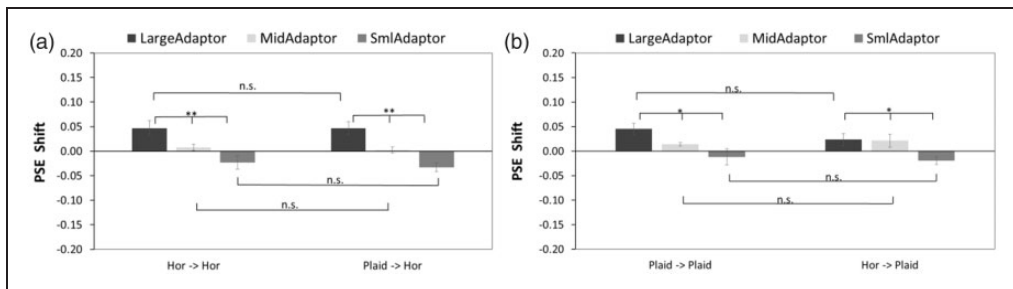 (a)
LargeAdaptor MidAdaptor SmlAdaptor
0.20
0.15
0.10
0.05
0.00
-0.05
-0.10
-0.15
-0.20
PSE Shift
n.s.
**
**
n.s.
n.s.
Hor -> Hor
Plaid -> Hor
(b)
LargeAdaptor MidAdaptor SmlAdaptor
0.20
0.15
0.10
0.05
0.00
-0.05
-0.10
-0.15
-0.20
PSE Shift
n.s.
*
*
n.s.
n.s.
Plaid -> Plaid
Hor -> Plaid